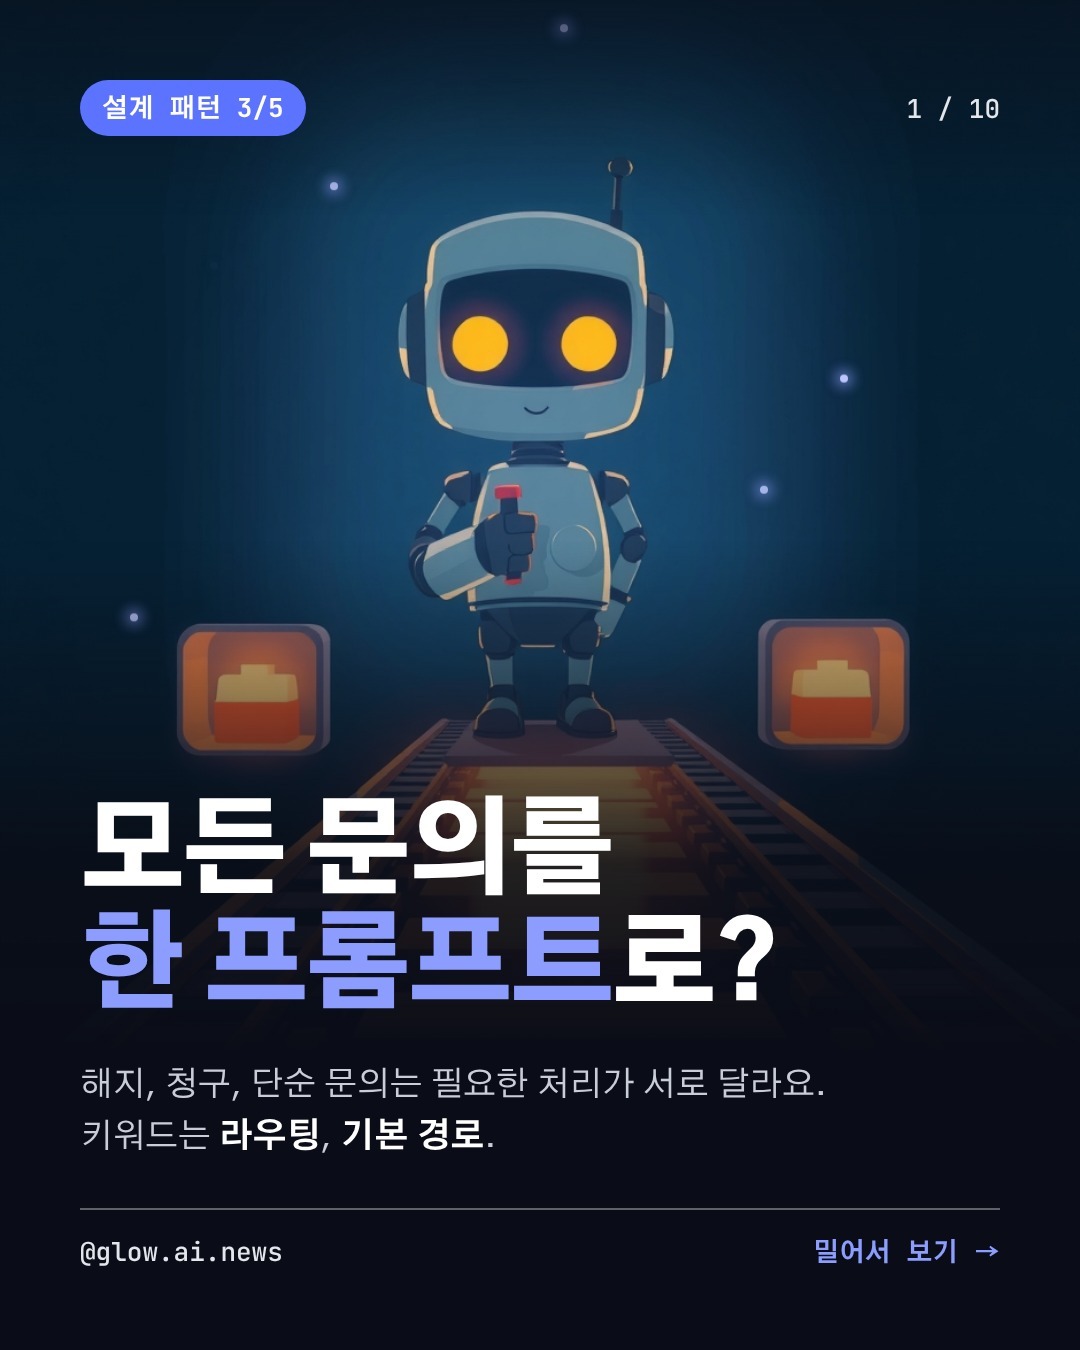 설계 패턴 3/5
1 / 10
모든 문의를
한 프롬프트로?
해지, 청구, 단순 문의는 필요한 처리가 서로 달라요.
키워드는 라우팅, 기본 경로.
@glow.ai.news
밀어서 보기 →